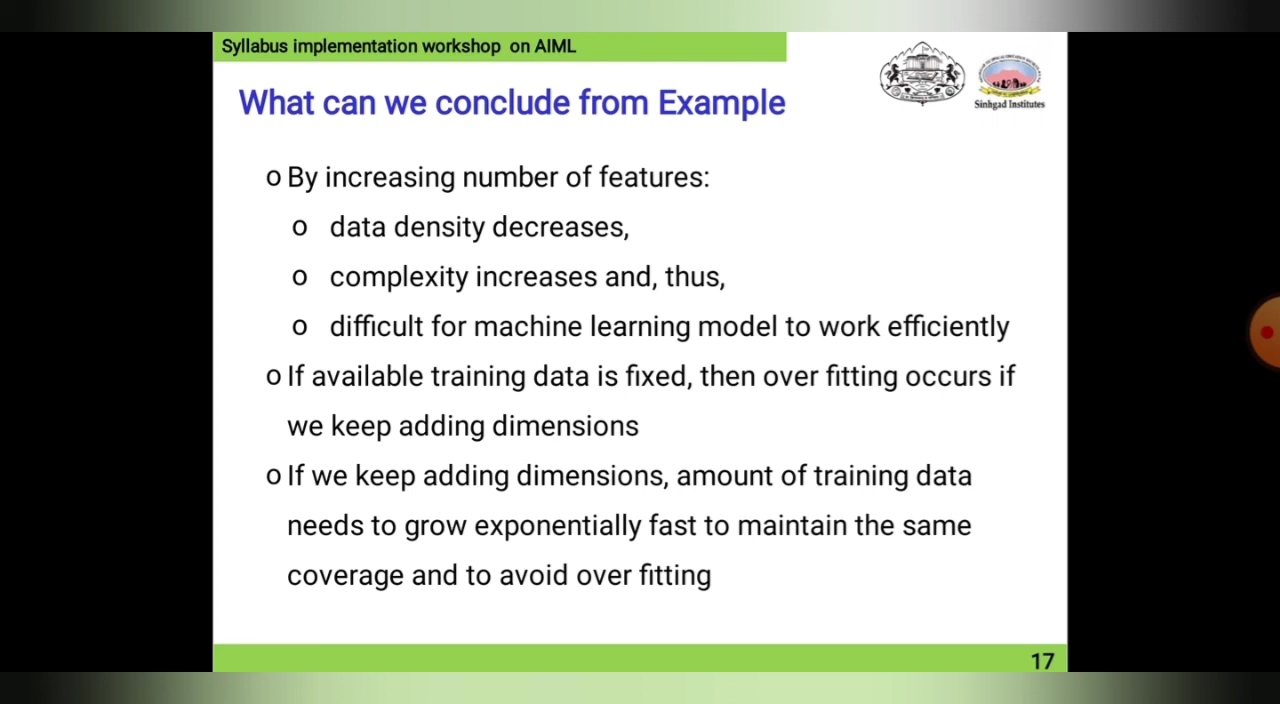 Syllabus implementation workshop on AIML
Sinhgad Institutes
What can we conclude from Example
o By increasing number of features:
o data density decreases,
o complexity increases and, thus,
o difficult for machine learning model to work efficiently
o If available training data is fixed, then over fitting occurs if
we keep adding dimensions
o If we keep adding dimensions, amount of training data
needs to grow exponentially fast to maintain the same
coverage and to avoid over fitting
17